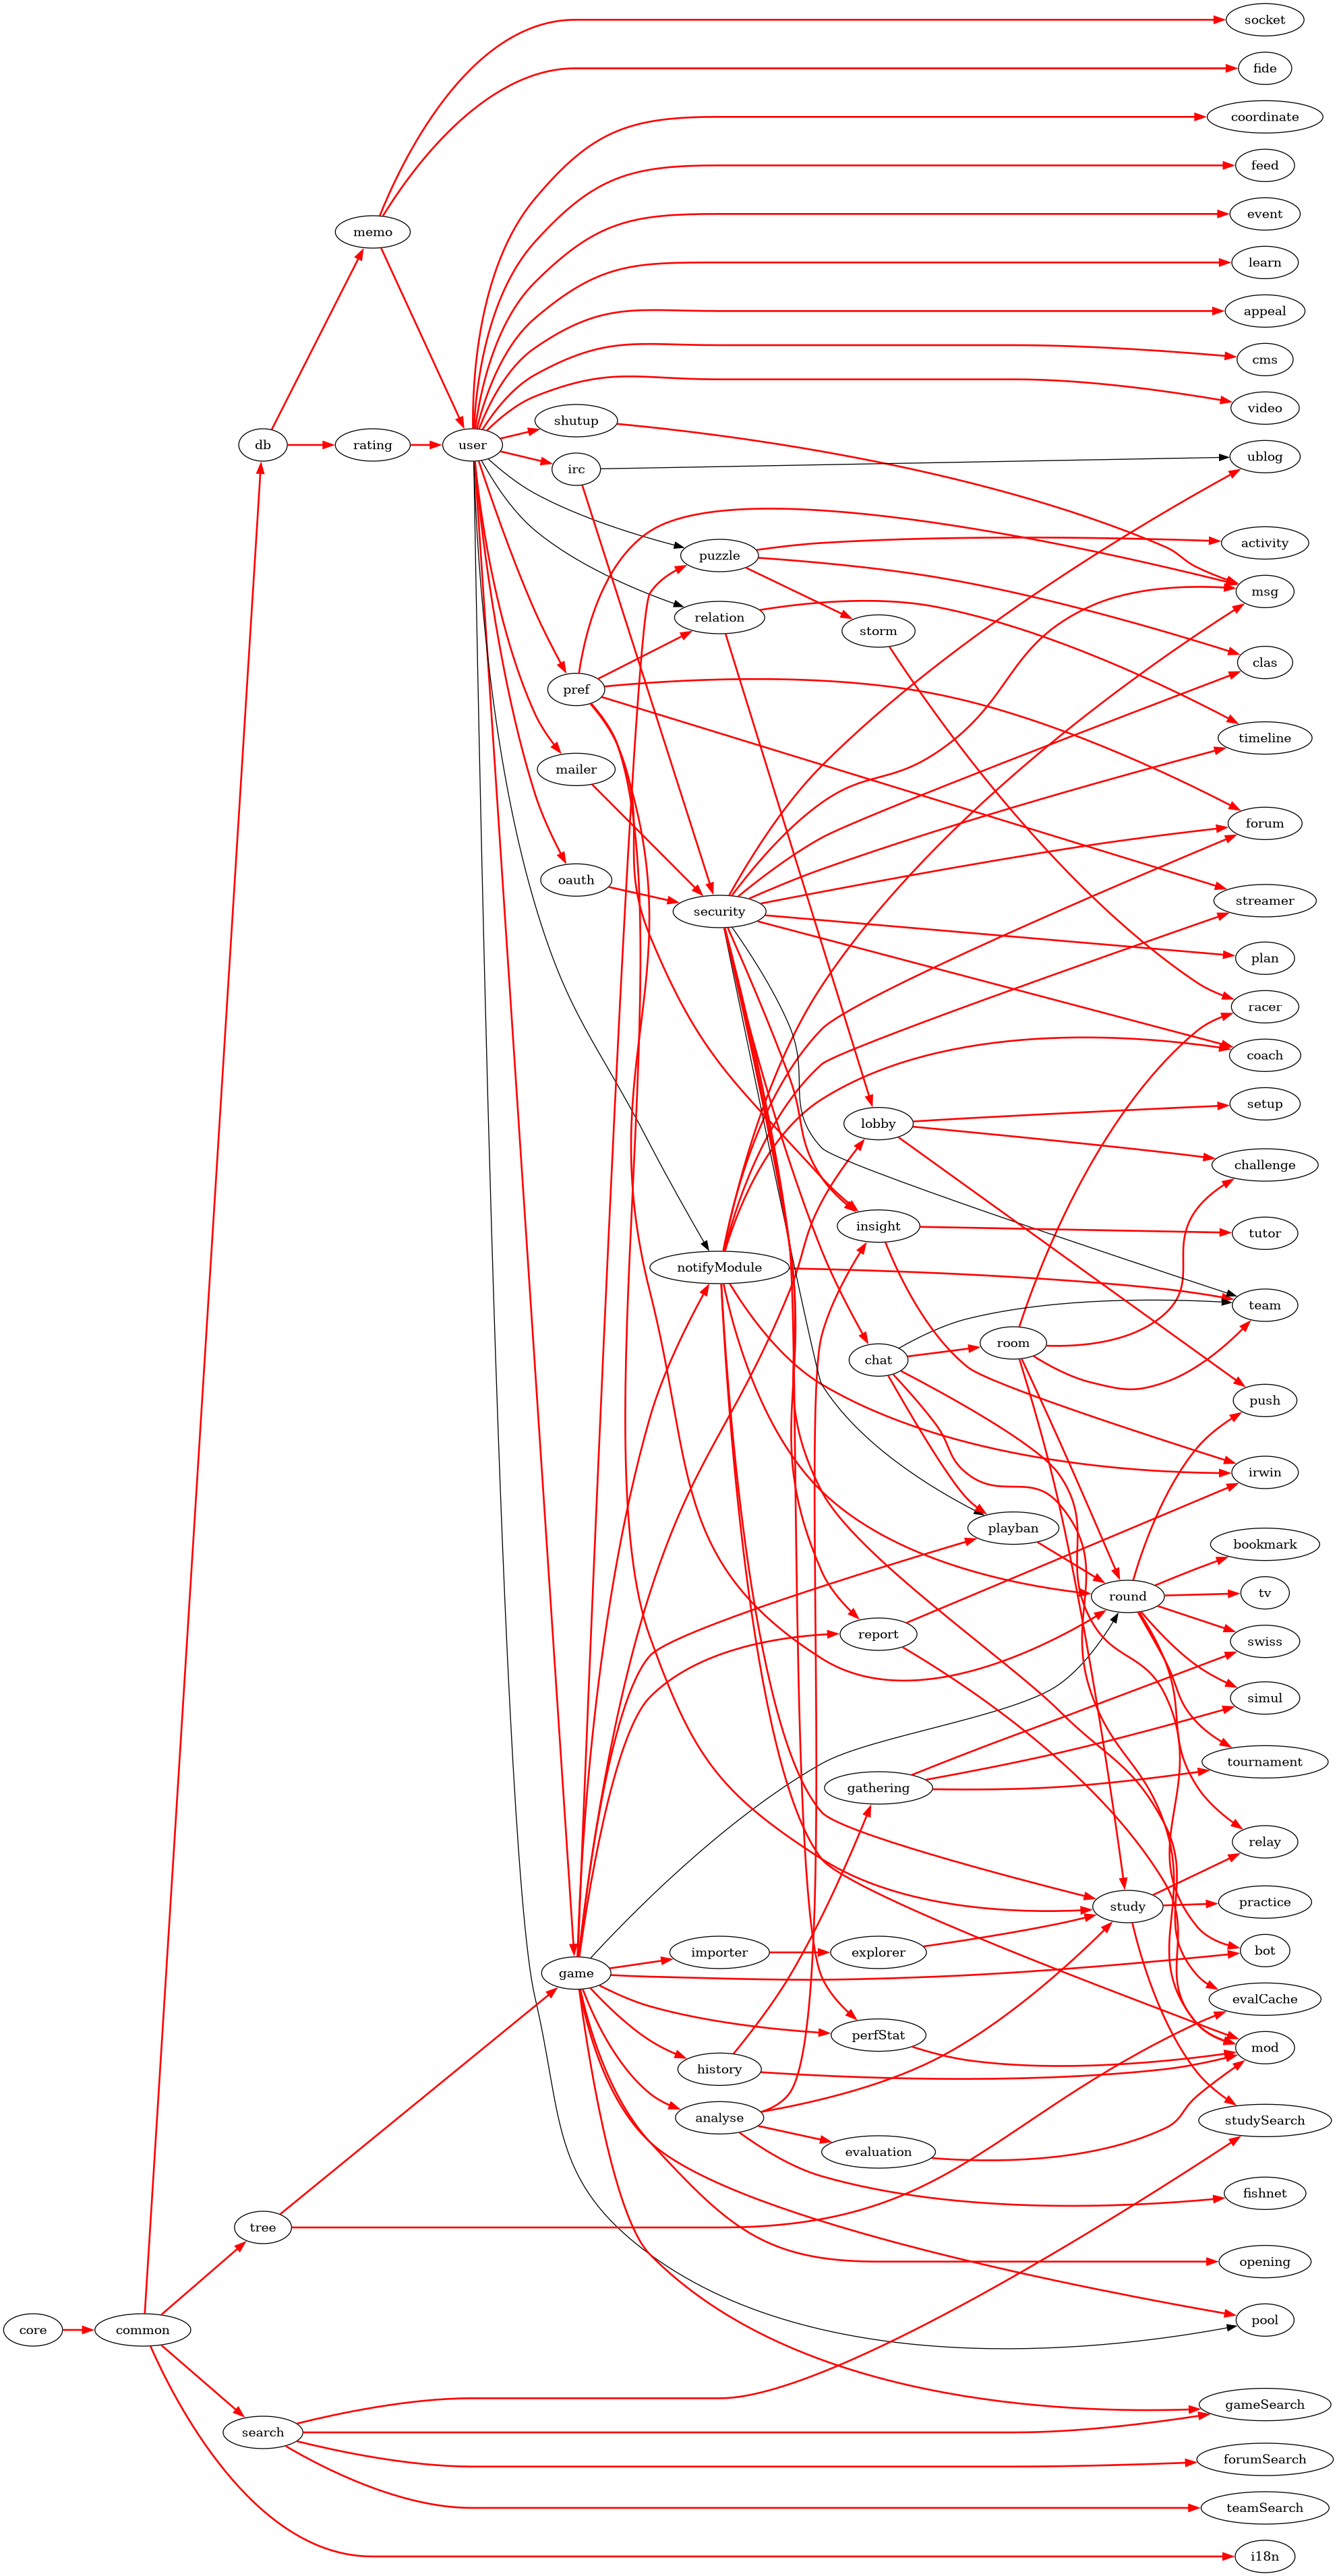 socket
fide
coordinate
feed
event
memo
learn
appeal
cms
video
shutup
db
rating
user
ublog
irc
activity
puzzle
msg
relation
storm
clas
pref
timeline
mailer
forum
oauth
streamer
security
plan
racer
coach
setup
lobby
challenge
insight
tutor
notifyModule
team
room
chat
push
irwin
playban
bookmark
tv
round
report
swiss
simul
tournament
gathering
relay
practice
study
bot
importer
explorer
game
evalCache
perfStat
mod
history
analyse
studySearch
evaluation
fishnet
tree
opening
pool
core
common
gameSearch
search
forumSearch
teamSearch
i18n